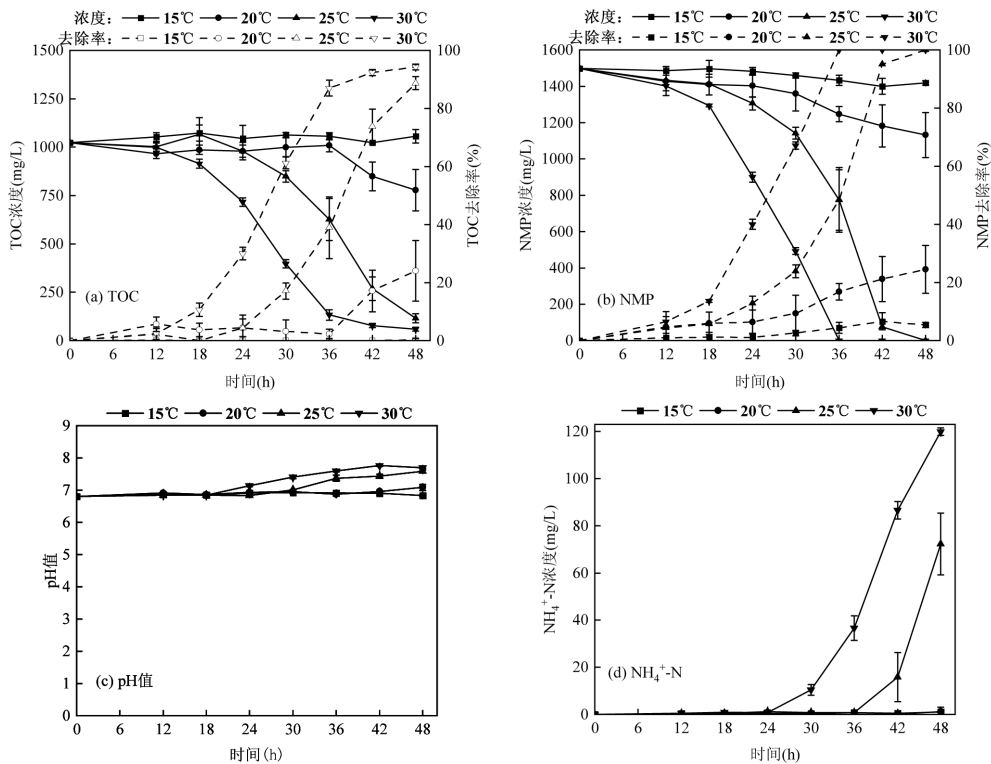 浓度： 15℃ 20℃ 25℃ 30℃
去除率： 15℃ 20℃ 25℃ 30℃
1500
1250
1000
750
500
250
0
TOC浓度(mg/L)
100
80
60
40
20
0
TOC去除率(%)
(a) TOC
0 6 12 18 24 30 36 42 48
时间(h)
浓度： 15℃ 20℃ 25℃ 30℃
去除率： 15℃ 20℃ 25℃ 30℃
1600
1400
1200
1000
800
600
400
200
0
NMP浓度(mg/L)
100
80
60
40
20
0
NMP去除率(%)
(b) NMP
0 6 12 18 24 30 36 42 48
时间(h)
15℃ 20℃ 25℃ 30℃
9
8
7
6
5
4
3
2
1
0
pH值
(c) pH值
0 6 12 18 24 30 36 42 48
时间(h)
15℃ 20℃ 25℃ 30℃
120
100
80
60
40
20
0
NH₄⁺-N浓度(mg/L)
(d) NH₄⁺-N
0 6 12 18 24 30 36 42 48
时间(h)